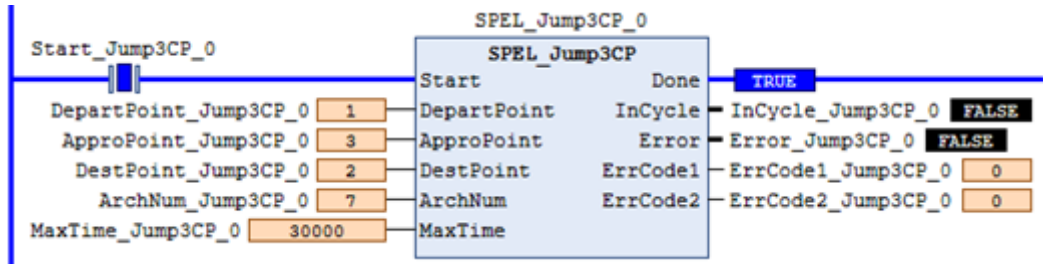 SPEL_Jump3CP_0
Start_Jump3CP_0 SPEL_Jump3CP
Start Done TRUE
DepartPoint_Jump3CP_0 1 DepartPoint InCycle InCycle_Jump3CP_0 FALSE
ApproPoint_Jump3CP_0 3 ApproPoint Error Error_Jump3CP_0 FALSE
DestPoint_Jump3CP_0 2 DestPoint ErrCode1 ErrCode1_Jump3CP_0 0
ArchNum_Jump3CP_0 7 ArchNum ErrCode2 ErrCode2_Jump3CP_0 0
MaxTime_Jump3CP_0 30000 MaxTime